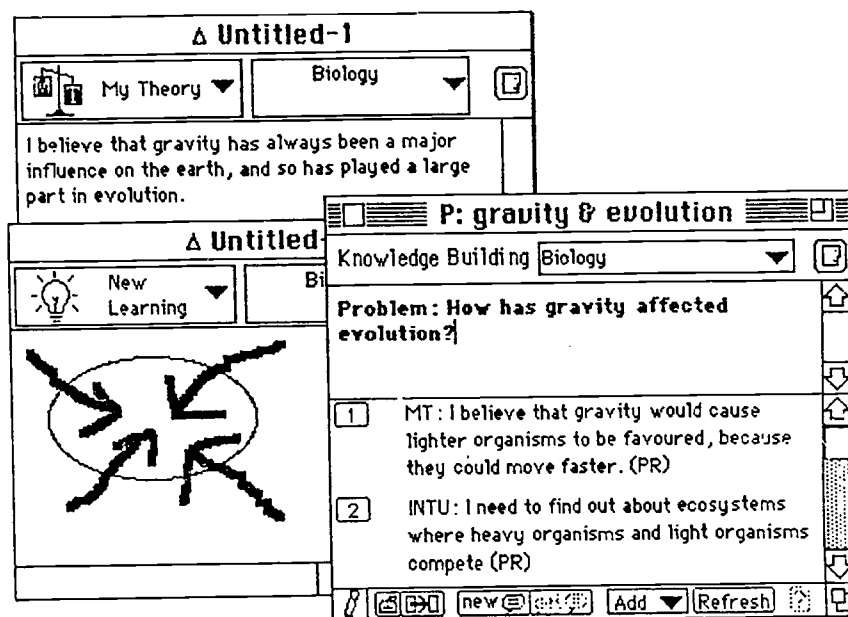 Δ Untitled-1
My Theory
Biology
I believe that gravity has always been a major
influence on the earth, and so has played a large
part in evolution.
Δ Untitled-
New
Learning
Bi
P: gravity & evolution
Knowledge Building
Biology
Problem: How has gravity affected
evolution?
1
MT: I believe that gravity would cause
lighter organisms to be favoured, because
they could move faster. (PR)
2
INTU: I need to find out about ecosystems
where heavy organisms and light organisms
compete (PR)
new
Add
Refresh